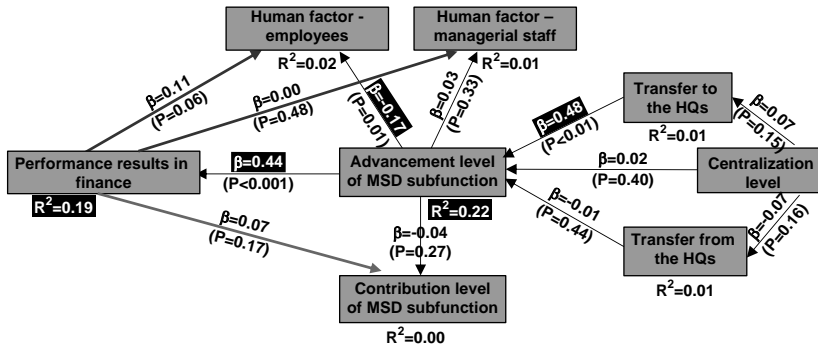 Human factor -
employees
R²=0.02
Human factor –
managerial staff
R²=0.01
β=0.11
(P=0.06)
β=0.00
(P=0.48)
β=-0.17
(P=0.01)
β=0.03
(P=0.33)
Transfer to
the HQs
R²=0.01
β=0.48
(P<0.01)
β=0.07
(P=0.15)
Performance results in
finance
R²=0.19
β=0.44
(P<0.001)
Advancement level
of MSD subfunction
R²=0.22
β=0.02
(P=0.40)
Centralization
level
β=0.07
(P=0.17)
β=-0.04
(P=0.27)
β=-0.01
(P=0.44)
β=-0.07
(P=0.16)
Transfer from
the HQs
R²=0.01
Contribution level
of MSD subfunction
R²=0.00